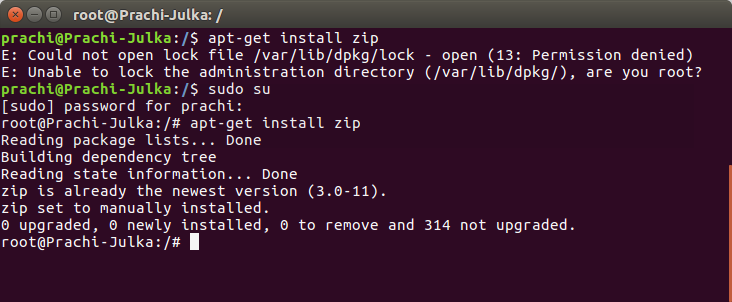 root@Prachi-Julka: /
prachi@Prachi-Julka:/$ apt-get install zip
E: Could not open lock file /var/lib/dpkg/lock - open (13: Permission denied)
E: Unable to lock the administration directory (/var/lib/dpkg/), are you root?
prachi@Prachi-Julka:/$ sudo su
[sudo] password for prachi:
root@Prachi-Julka:/# apt-get install zip
Reading package lists... Done
Building dependency tree
Reading state information... Done
zip is already the newest version (3.0-11).
zip set to manually installed.
0 upgraded, 0 newly installed, 0 to remove and 314 not upgraded.
root@Prachi-Julka:/#